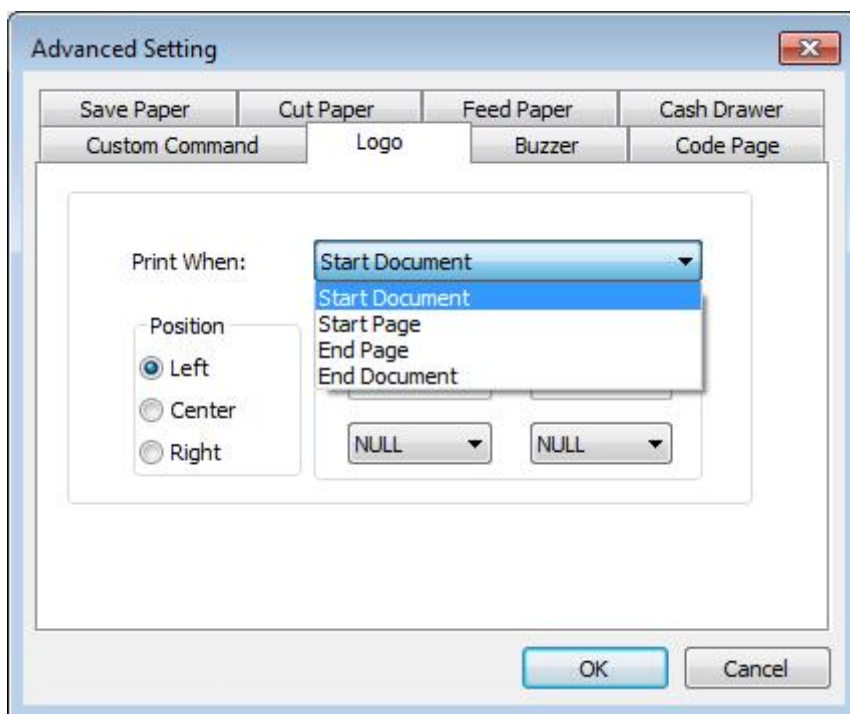 Advanced Setting
Save Paper Cut Paper Feed Paper Cash Drawer
Custom Command Logo Buzzer Code Page
Print When: Start Document
Start Document
Start Page
End Page
End Document
Position
Left
Center
Right
NULL NULL
OK Cancel